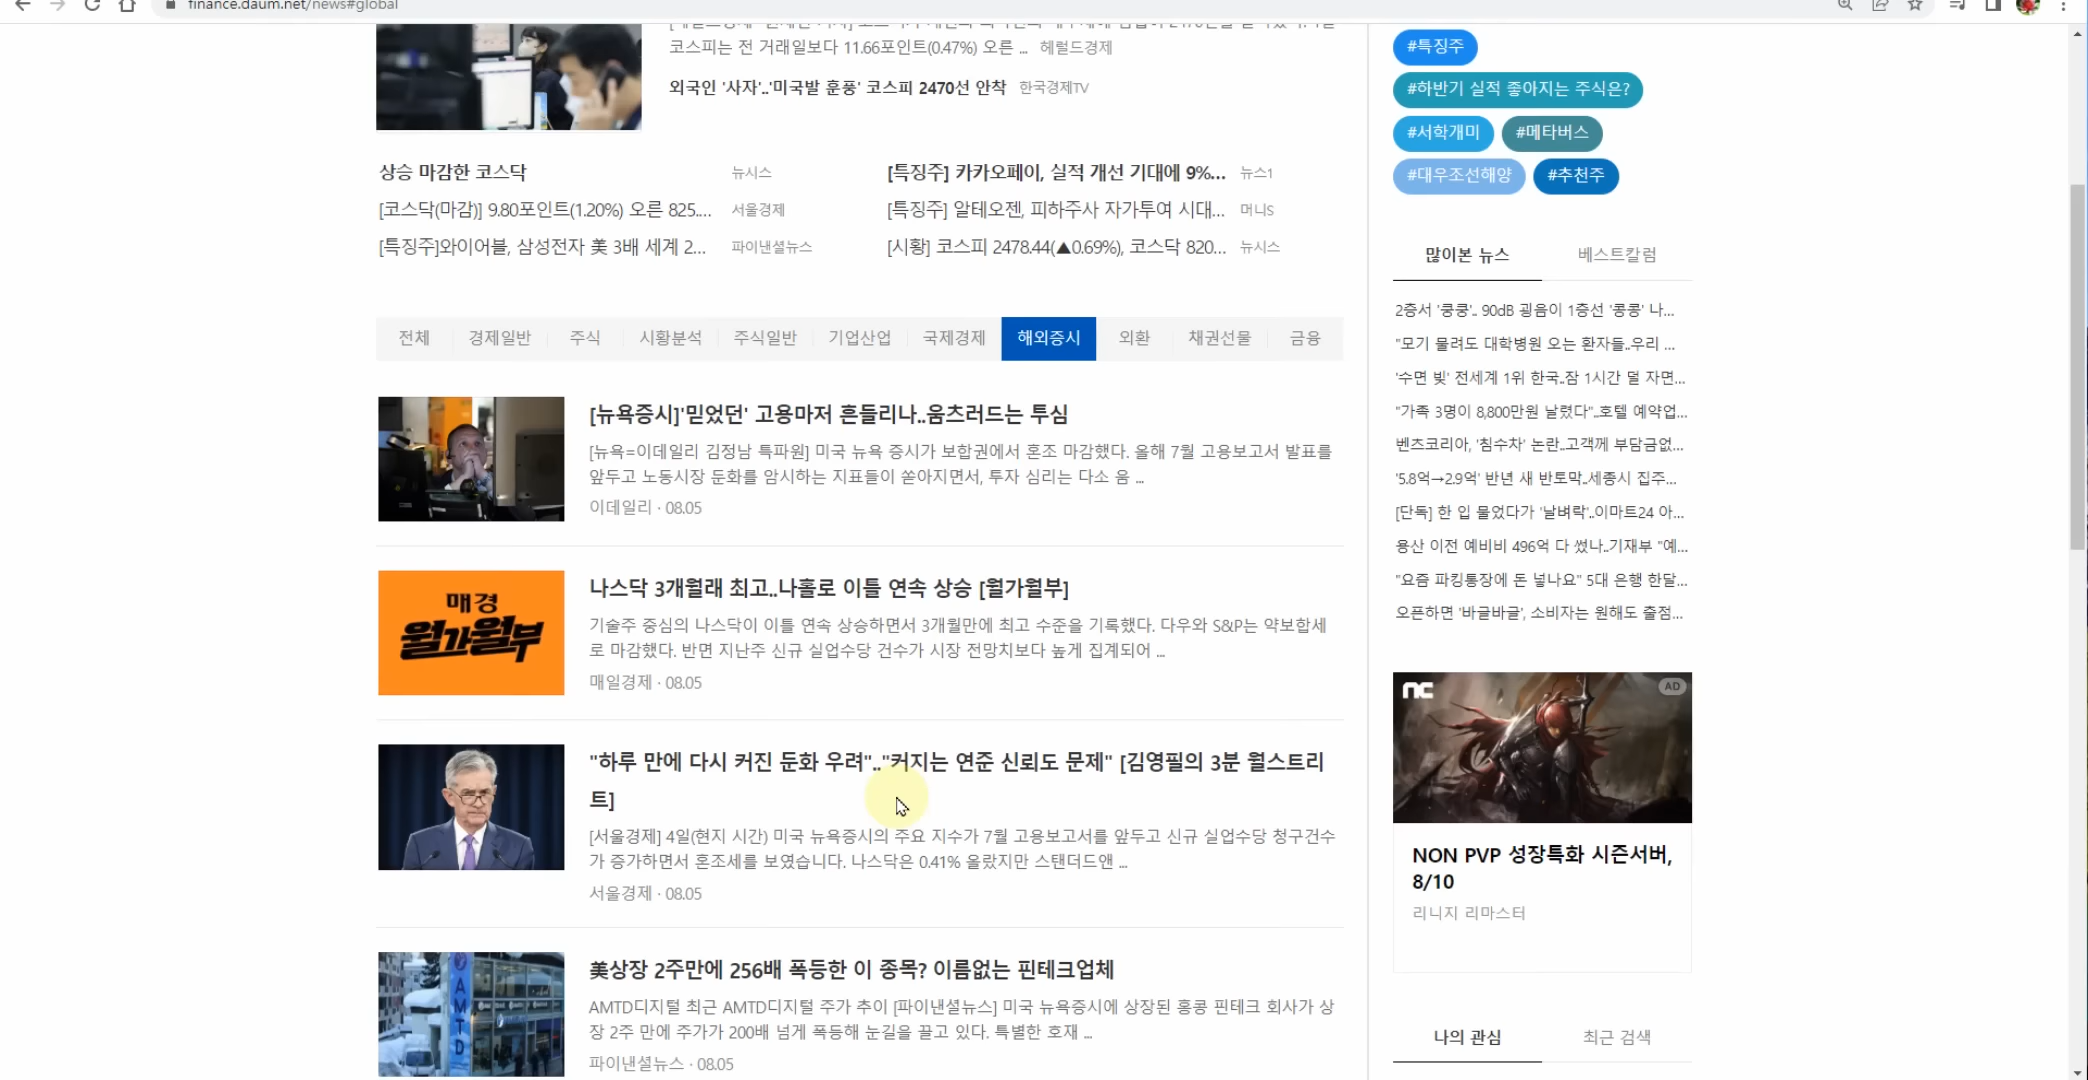 finance.daum.net/news#global
코스피는 전 거래일보다 11.66포인트(0.47%) 오른 ... 헤럴드경제
외국인 '사자'..'미국발 훈풍' 코스피 2470선 안착 한국경제TV
상승 마감한 코스닥 뉴시스
[코스닥(마감)] 9.80포인트(1.20%) 오른 825.... 서울경제
[특징주]와이어블, 삼성전자 美 3배 세계 2... 파이낸셜뉴스
[특징주] 카카오페이, 실적 개선 기대에 9%... 뉴스1
[특징주] 알테오젠, 피하주사 자가투여 시대... 머니S
[시황] 코스피 2478.44(▲0.69%), 코스닥 820... 뉴시스
전체 경제일반 주식 시황분석 주식일반 기업산업 국제경제 해외증시 외환 채권선물 금융
[뉴욕증시]'믿었던' 고용마저 흔들리나..움츠러드는 투심
[뉴욕=이데일리 김정남 특파원] 미국 뉴욕 증시가 보합권에서 혼조 마감했다. 올해 7월 고용보고서 발표를
앞두고 노동시장 둔화를 암시하는 지표들이 쏟아지면서, 투자 심리는 다소 움 ...
이데일리 · 08.05
매경
월가월부
나스닥 3개월래 최고..나홀로 이틀 연속 상승 [월가월부]
기술주 중심의 나스닥이 이틀 연속 상승하면서 3개월만에 최고 수준을 기록했다. 다우와 S&P는 약보합세
로 마감했다. 반면 지난주 신규 실업수당 건수가 시장 전망치보다 높게 집계되어 ...
매일경제 · 08.05
"하루 만에 다시 커진 둔화 우려".."커지는 연준 신뢰도 문제" [김영필의 3분 월스트리
트]
[서울경제] 4일(현지 시간) 미국 뉴욕증시의 주요 지수가 7월 고용보고서를 앞두고 신규 실업수당 청구건수
가 증가하면서 혼조세를 보였습니다. 나스닥은 0.41% 올랐지만 스탠더드앤 ...
서울경제 · 08.05
AMTD
美상장 2주만에 256배 폭등한 이 종목? 이름없는 핀테크업체
AMTD디지털 최근 AMTD디지털 주가 추이 [파이낸셜뉴스] 미국 뉴욕증시에 상장된 홍콩 핀테크 회사가 상
장 2주 만에 주가가 200배 넘게 폭등해 눈길을 끌고 있다. 특별한 호재 ...
파이낸셜뉴스 · 08.05
#특징주
#하반기 실적 좋아지는 주식은?
#서학개미 #메타버스
#대우조선해양 #추천주
많이본 뉴스 베스트칼럼
2층서 '쿵쿵'.. 90dB 굉음이 1층선 '콩콩' 나...
"모기 물려도 대학병원 오는 환자들..우리 ...
'수면 빚' 전세계 1위 한국..잠 1시간 덜 자면...
"가족 3명이 8,800만원 날렸다"..호텔 예약업...
벤츠코리아, '침수차' 논란..고객께 부담금없...
'5.8억→2.9억' 반년 새 반토막..세종시 집주...
[단독] 한 입 물었다가 '날벼락'..이마트24 아...
용산 이전 예비비 496억 다 썼나..기재부 "예...
"요즘 파킹통장에 돈 넣나요" 5대 은행 한달...
오픈하면 '바글바글', 소비자는 원해도 출점...
nc AD
NON PVP 성장특화 시즌서버,
8/10
리니지 리마스터
나의 관심 최근 검색